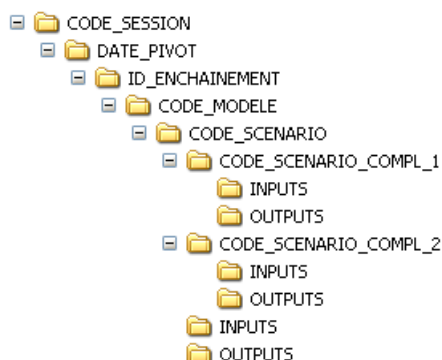 CODE_SESSION
DATE_PIVOT
ID_ENCHAINEMENT
CODE_MODELE
CODE_SCENARIO
CODE_SCENARIO_COMPL_1
INPUTS
OUTPUTS
CODE_SCENARIO_COMPL_2
INPUTS
OUTPUTS
INPUTS
OUTPUTS